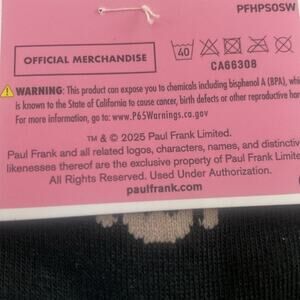 PFHPS0SW
OFFICIAL MERCHANDISE
40
CA66308
WARNING: This product can expose you to chemicals including bisphenol A (BPA), wh
is known to the State of California to cause cancer, birth defects or other reproductive har
For more information, go to: www.P65Warnings.ca.gov
™ & © 2025 Paul Frank Limited.
Paul Frank and all related logos, characters, names, and distinctiv
likenesses thereof are the exclusive property of Paul Frank Limited.
All Rights Reserved. Used Under Authorization.
paulfrank.com